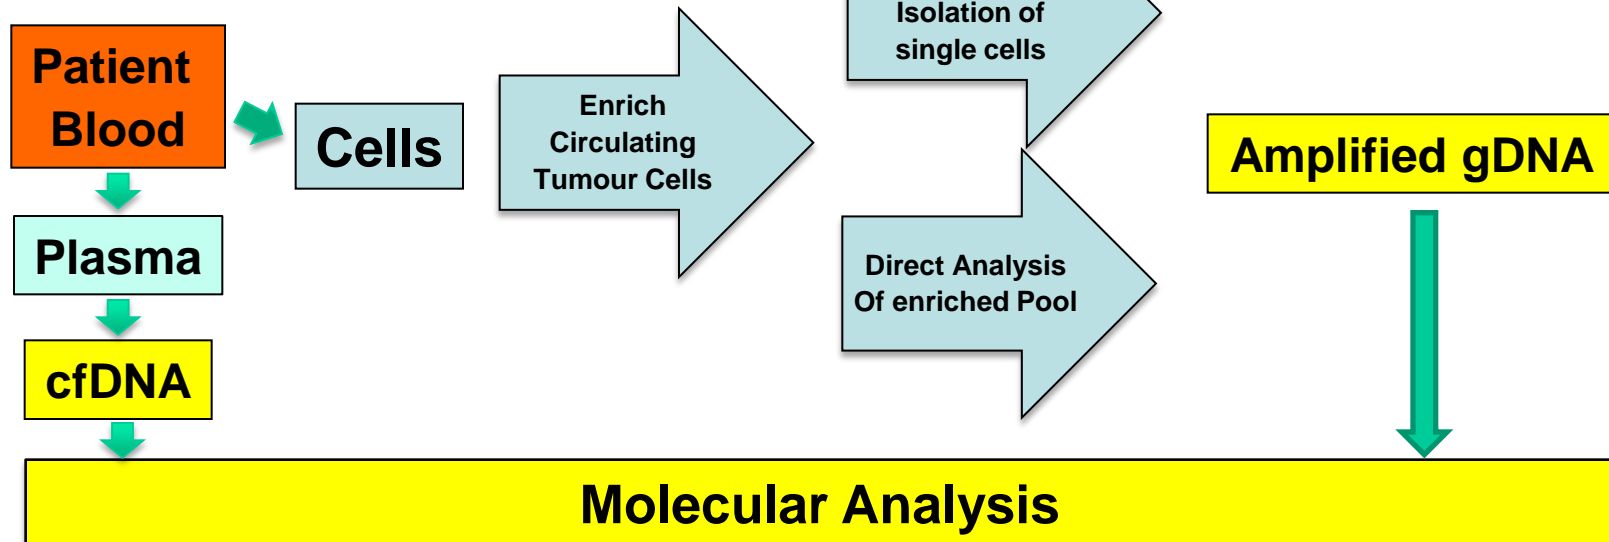 Patient
Blood
Cells
Enrich
Circulating
Tumour Cells
Isolation of
single cells
Direct Analysis
Of enriched Pool
Amplified gDNA
Plasma
cfDNA
Molecular Analysis